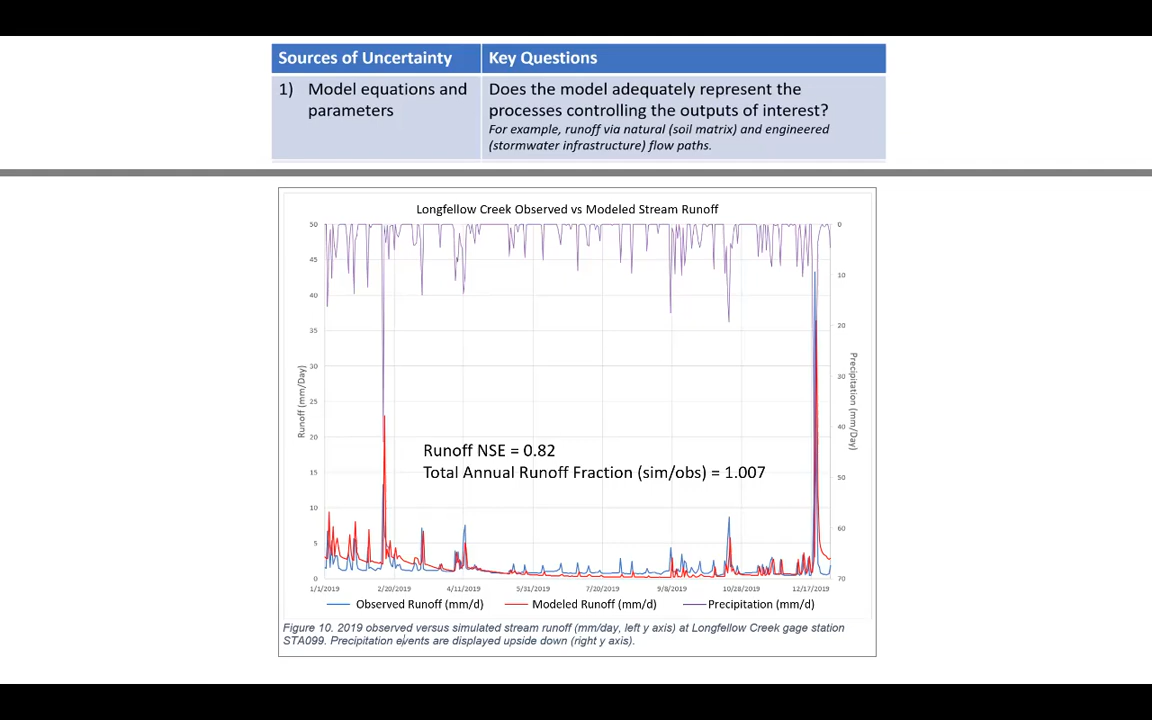 Sources of Uncertainty
Key Questions
1) Model equations and
parameters
Does the model adequately represent the
processes controlling the outputs of interest?
For example, runoff via natural (soil matrix) and engineered
(stormwater infrastructure) flow paths.
Longfellow Creek Observed vs Modeled Stream Runoff
50
45
40
35
30
25
20
15
10
5
0
Runoff (mm/Day)
0
10
20
30
40
50
60
70
Precipitation (mm/Day)
Runoff NSE = 0.82
Total Annual Runoff Fraction (sim/obs) = 1.007
1/1/2019 2/20/2019 4/11/2019 5/31/2019 7/20/2019 9/8/2019 10/28/2019 12/17/2019
Observed Runoff (mm/d) Modeled Runoff (mm/d) Precipitation (mm/d)
Figure 10. 2019 observed versus simulated stream runoff (mm/day, left y axis) at Longfellow Creek gage station
STA099. Precipitation events are displayed upside down (right y axis).